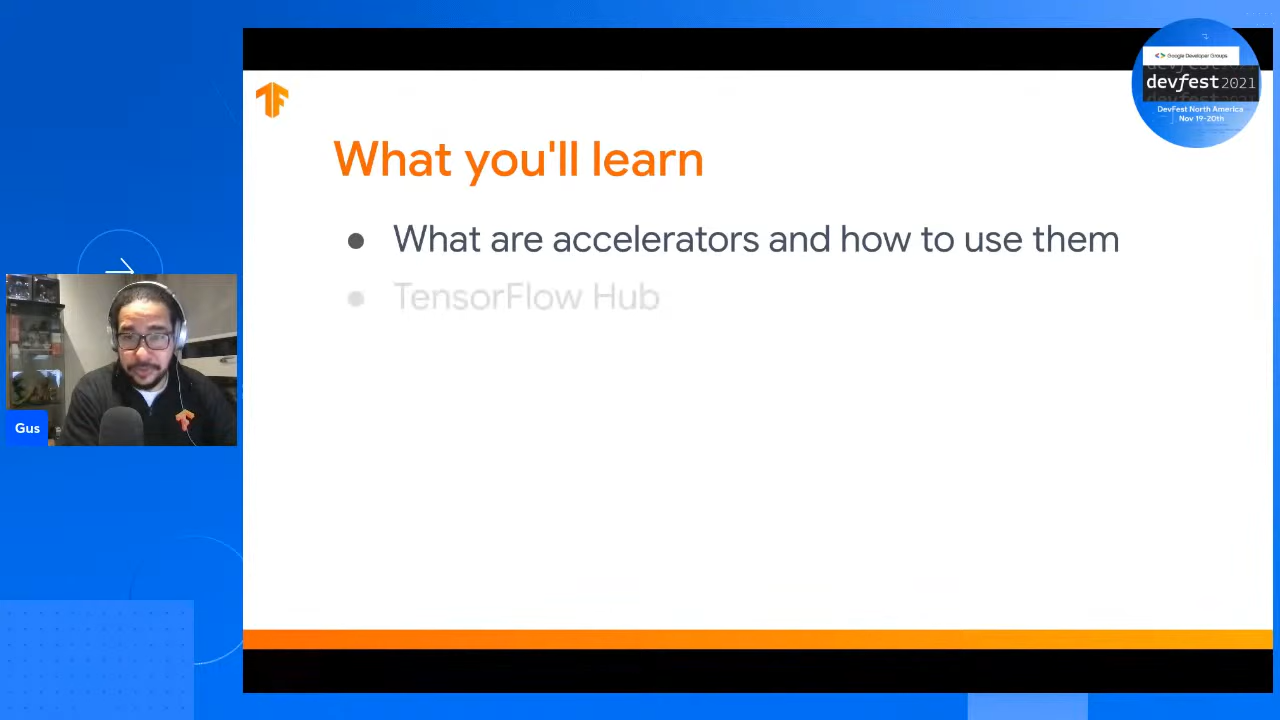 Google Developer Groups
devfest 2021
DevFest North America
Nov 19-20th
What you'll learn
• What are accelerators and how to use them
• TensorFlow Hub
Gus